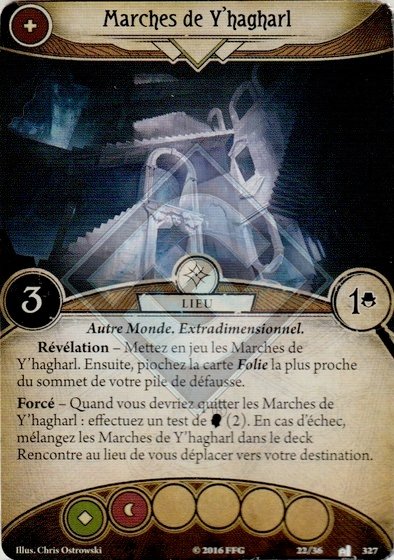 Marches de Y'hagharl
3
LIEU
1
Autre Monde. Extradimensionnel.
Révélation – Mettez en jeu les Marches de
Y'hagharl. Ensuite, piochez la carte Folie la plus proche
du sommet de votre pile de défausse.
Forcé – Quand vous devriez quitter les Marches de
Y'hagharl : effectuez un test de (2). En cas d'échec,
mélangez les Marches de Y'hagharl dans le deck
Rencontre au lieu de vous déplacer vers votre destination.
Illus. Chris Ostrowski
© 2016 FFG
22/36
327